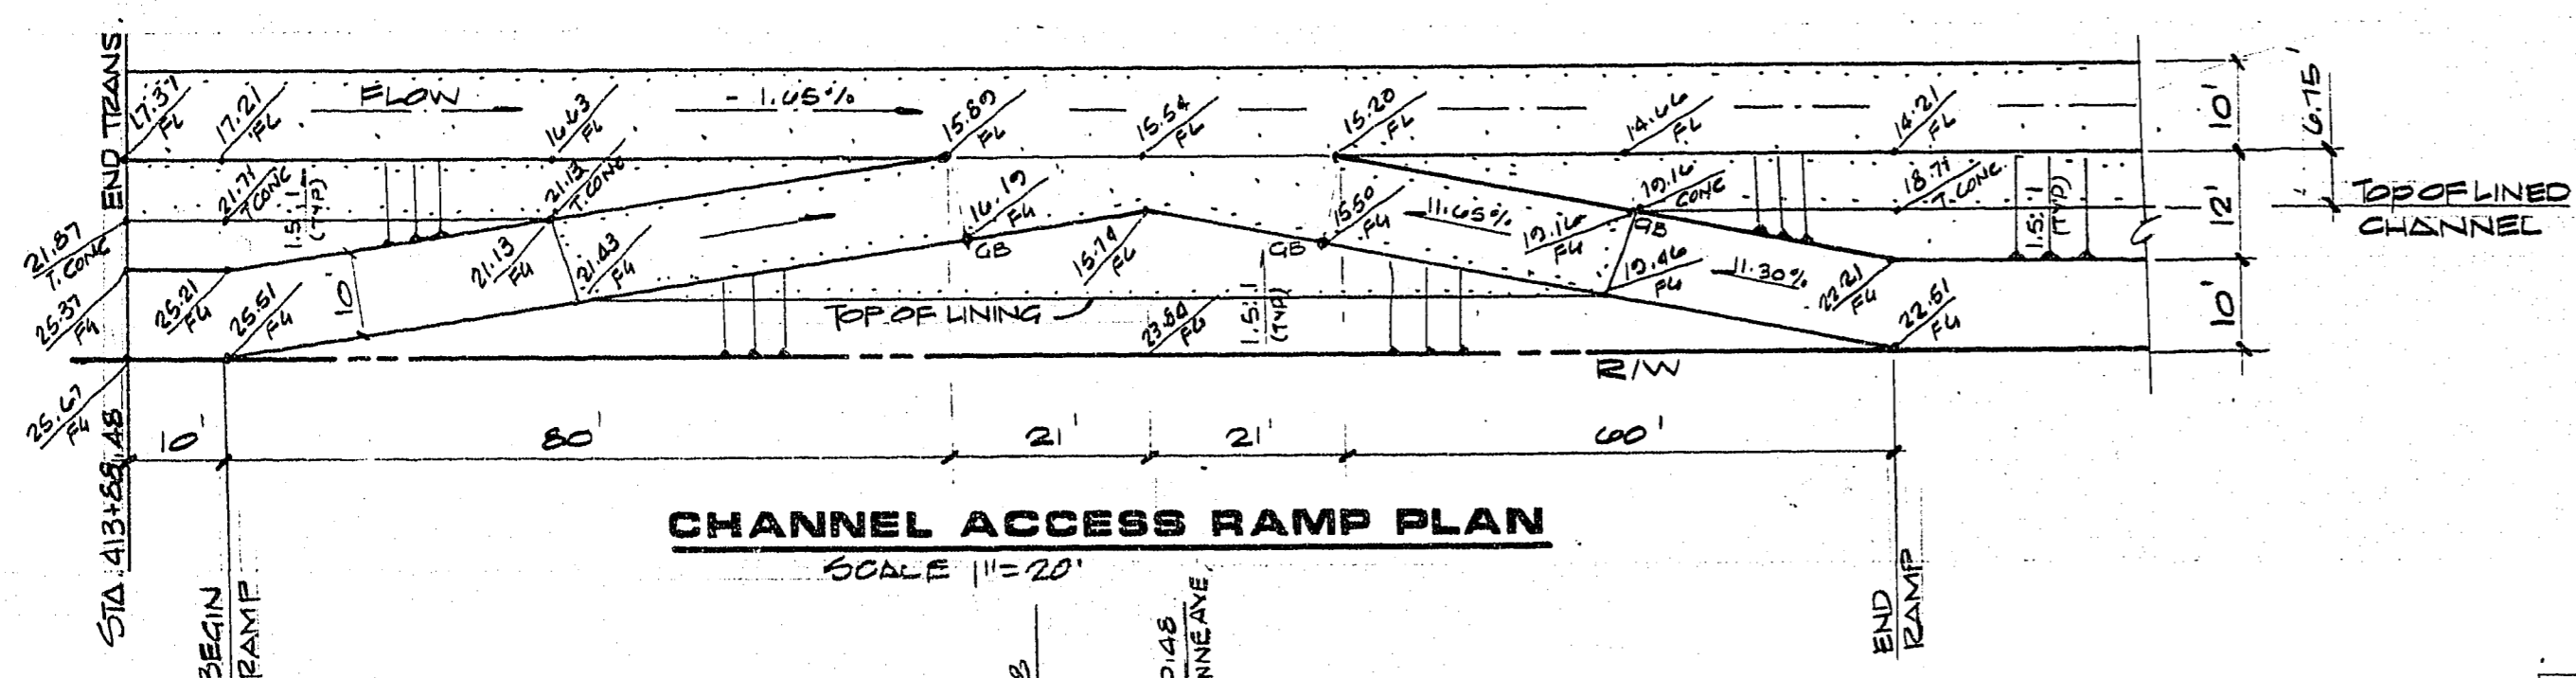 END TRANS.
17.37
FL
17.21
FL
FLOW
- 1.65%
16.63
FL
15.89
FL
15.54
FL
15.20
FL
14.66
FL
14.21
FL
10'
6.75'
21.71
T.CONC
1.5:1
(TYP)
21.13
T.CONC
16.19
FL
15.50
FG
11.65%
19.16
CONC
18.71
T.CONC.
1.5:1
(TYP)
12'
TOP OF LINED
CHANNEL
21.87
T.CONC
25.37
FG
25.21
FG
25.51
FG
10'
21.13
FG
21.43
FG
GB
15.74
FG
GB
19.16
FG
GB
19.46
FG
11.30%
22.21
FG
22.51
FG
10'
TOP OF LINING
23.84
FG
1.5:1
(TYP)
R/W
25.67
FG
STA. 413+88.48
10'
80'
21'
21'
60'
CHANNEL ACCESS RAMP PLAN
SCALE 1"=20'
BEGIN
RAMP
END
RAMP